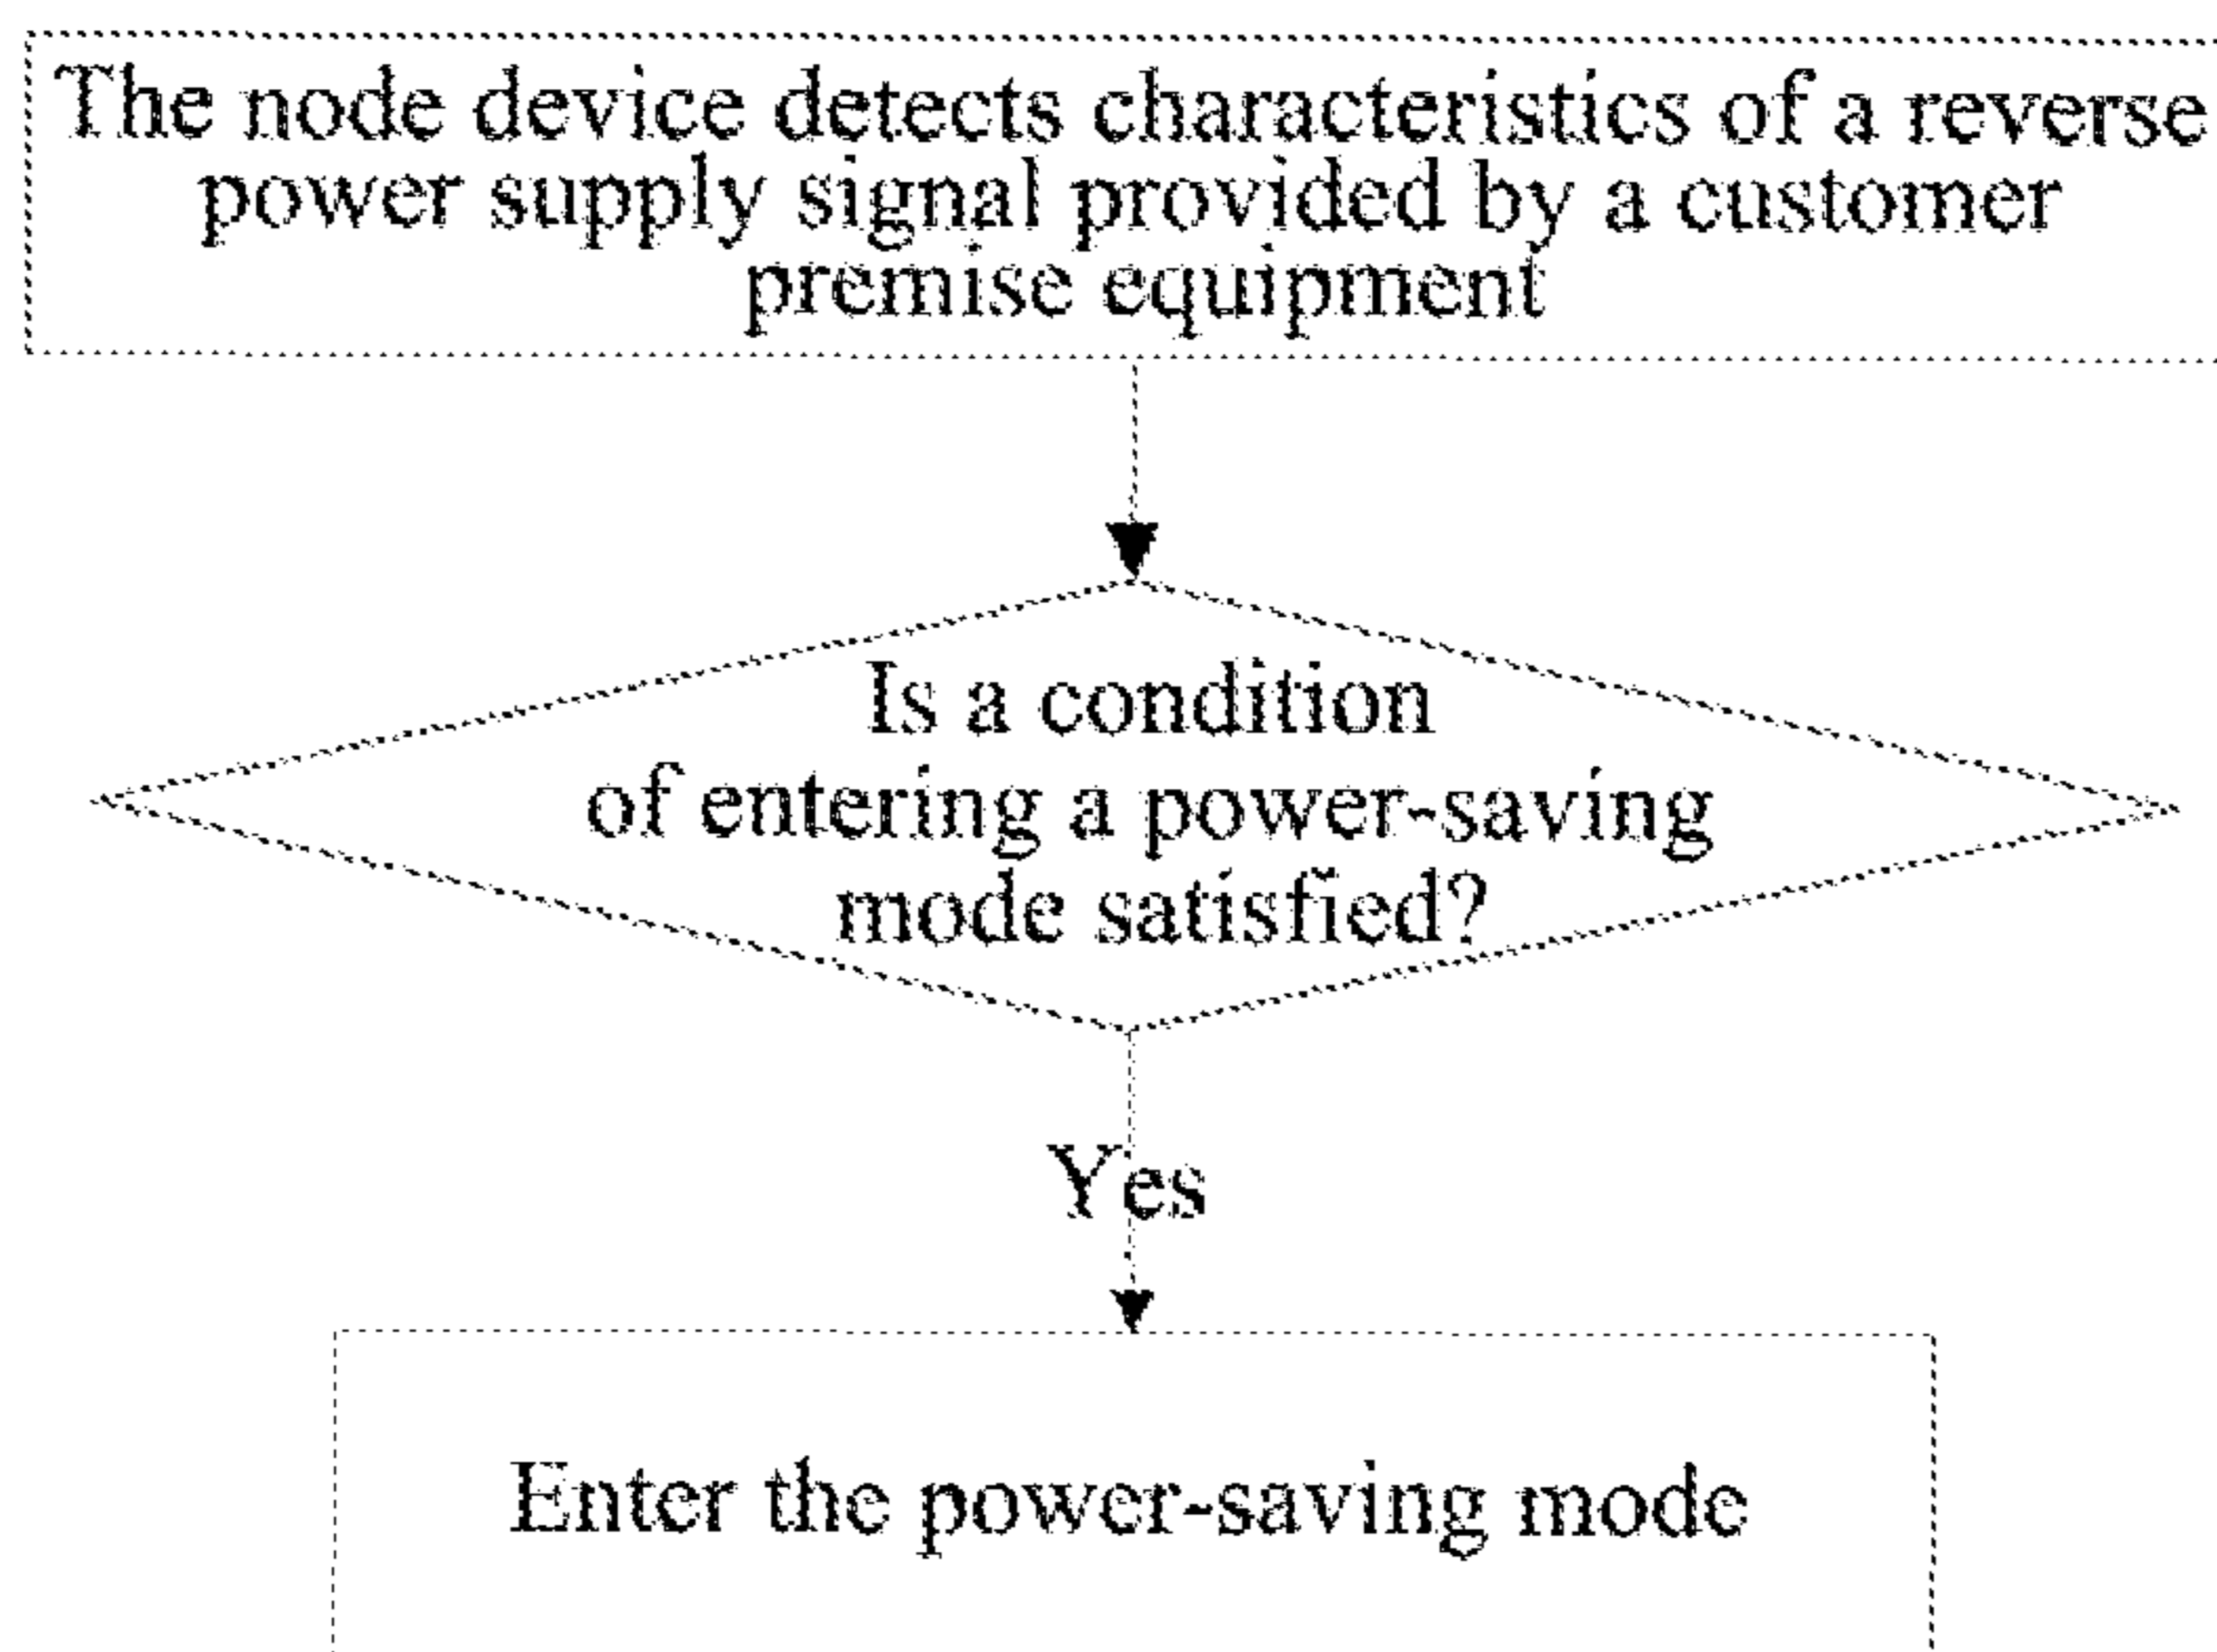 The node device detects characteristics of a reverse
power supply signal provided by a customer
premise equipment
Is a condition
of entering a power-saving
mode satisfied?
Yes
Enter the power-saving mode